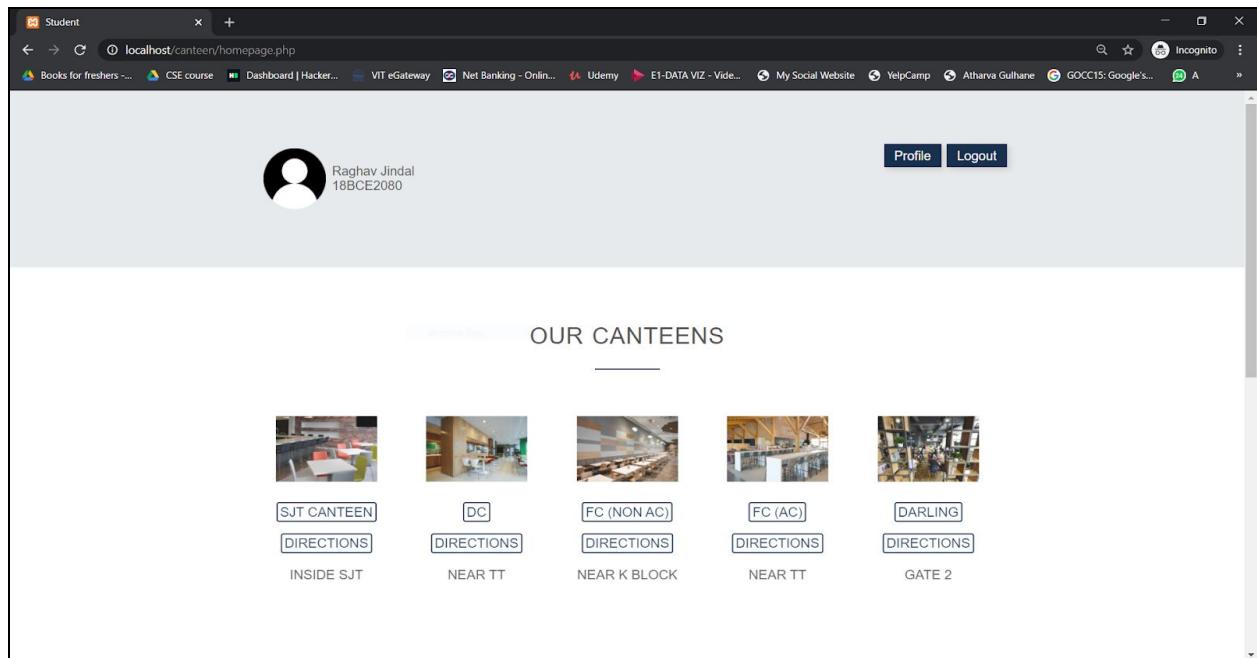 Student
localhost/canteen/homepage.php
Incognito
Books for freshers -...
CSE course
Dashboard | Hacker...
VIT eGateway
Net Banking - Onlin...
Udemy
E1-DATA VIZ - Vide...
My Social Website
YelpCamp
Atharva Gulhane
GOCC15: Google's...
A
»
Raghav Jindal
18BCE2080
Profile Logout
OUR CANTEENS
SJT CANTEEN DC FC (NON AC) FC (AC) DARLING
DIRECTIONS DIRECTIONS DIRECTIONS DIRECTIONS DIRECTIONS
INSIDE SJT NEAR TT NEAR K BLOCK NEAR TT GATE 2